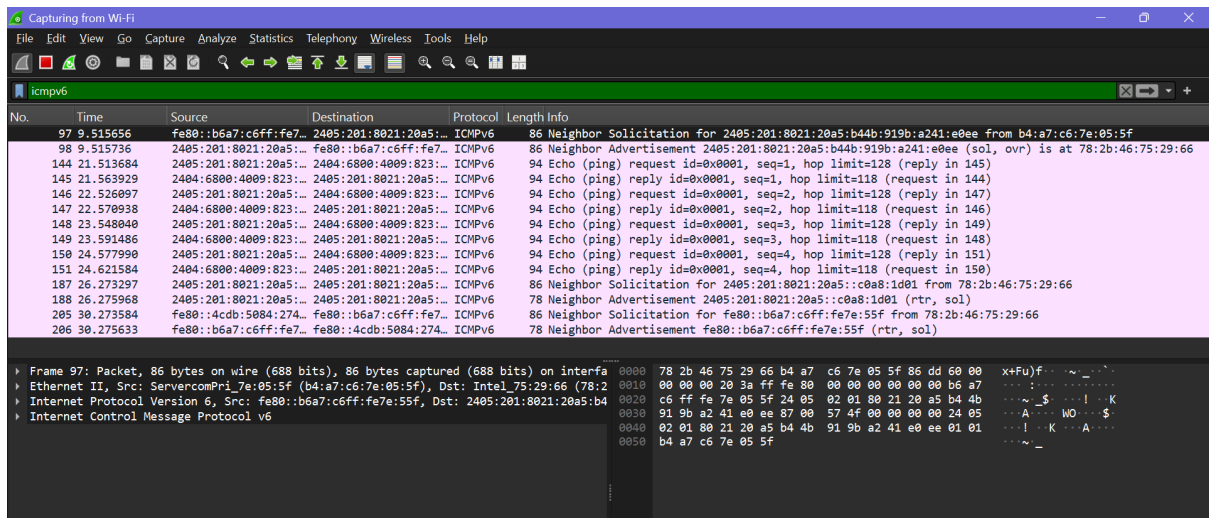 Capturing from Wi-Fi
File Edit View Go Capture Analyze Statistics Telephony Wireless Tools Help
icmpv6
No. Time Source Destination Protocol Length Info
97 9.515656 fe80::b6a7:c6ff:fe7… 2405:201:8021:20a5:… ICMPv6 86 Neighbor Solicitation for 2405:201:8021:20a5:b44b:919b:a241:e0ee from b4:a7:c6:7e:05:5f
98 9.515736 2405:201:8021:20a5:… fe80::b6a7:c6ff:fe7… ICMPv6 86 Neighbor Advertisement 2405:201:8021:20a5:b44b:919b:a241:e0ee (sol, ovr) is at 78:2b:46:75:29:66
144 21.513684 2405:201:8021:20a5:… 2404:6800:4009:823:… ICMPv6 94 Echo (ping) request id=0x0001, seq=1, hop limit=128 (reply in 145)
145 21.563929 2404:6800:4009:823:… 2405:201:8021:20a5:… ICMPv6 94 Echo (ping) reply id=0x0001, seq=1, hop limit=118 (request in 144)
146 22.526097 2405:201:8021:20a5:… 2404:6800:4009:823:… ICMPv6 94 Echo (ping) request id=0x0001, seq=2, hop limit=128 (reply in 147)
147 22.570938 2404:6800:4009:823:… 2405:201:8021:20a5:… ICMPv6 94 Echo (ping) reply id=0x0001, seq=2, hop limit=118 (request in 146)
148 23.548040 2405:201:8021:20a5:… 2404:6800:4009:823:… ICMPv6 94 Echo (ping) request id=0x0001, seq=3, hop limit=128 (reply in 149)
149 23.591486 2404:6800:4009:823:… 2405:201:8021:20a5:… ICMPv6 94 Echo (ping) reply id=0x0001, seq=3, hop limit=118 (request in 148)
150 24.577990 2405:201:8021:20a5:… 2404:6800:4009:823:… ICMPv6 94 Echo (ping) request id=0x0001, seq=4, hop limit=128 (reply in 151)
151 24.621584 2404:6800:4009:823:… 2405:201:8021:20a5:… ICMPv6 94 Echo (ping) reply id=0x0001, seq=4, hop limit=118 (request in 150)
187 26.273297 2405:201:8021:20a5:… 2405:201:8021:20a5:… ICMPv6 86 Neighbor Solicitation for 2405:201:8021:20a5::c0a8:1d01 from 78:2b:46:75:29:66
188 26.275968 2405:201:8021:20a5:… 2405:201:8021:20a5:… ICMPv6 78 Neighbor Advertisement 2405:201:8021:20a5::c0a8:1d01 (rtr, sol)
205 30.273584 fe80::4cdb:5084:274… fe80::b6a7:c6ff:fe7… ICMPv6 86 Neighbor Solicitation for fe80::b6a7:c6ff:fe7e:55f from 78:2b:46:75:29:66
206 30.275633 fe80::b6a7:c6ff:fe7… fe80::4cdb:5084:274… ICMPv6 78 Neighbor Advertisement fe80::b6a7:c6ff:fe7e:55f (rtr, sol)
Frame 97: Packet, 86 bytes on wire (688 bits), 86 bytes captured (688 bits) on interfa
Ethernet II, Src: ServercomPri_7e:05:5f (b4:a7:c6:7e:05:5f), Dst: Intel_75:29:66 (78:2
Internet Protocol Version 6, Src: fe80::b6a7:c6ff:fe7e:55f, Dst: 2405:201:8021:20a5:b4
Internet Control Message Protocol v6
0000 78 2b 46 75 29 66 b4 a7 c6 7e 05 5f 86 dd 60 00 x+Fu)f·· ·~·_··`·
0010 00 00 00 20 3a ff fe 80 00 00 00 00 00 00 b6 a7 ··· :··· ········
0020 c6 ff fe 7e 05 5f 24 05 02 01 80 21 20 a5 b4 4b ···~·_$· ···! ··K
0030 91 9b a2 41 e0 ee 87 00 57 4f 00 00 00 00 24 05 ···A···· WO····$·
0040 02 01 80 21 20 a5 b4 4b 91 9b a2 41 e0 ee 01 01 ···! ··K ···A····
0050 b4 a7 c6 7e 05 5f ···~·_